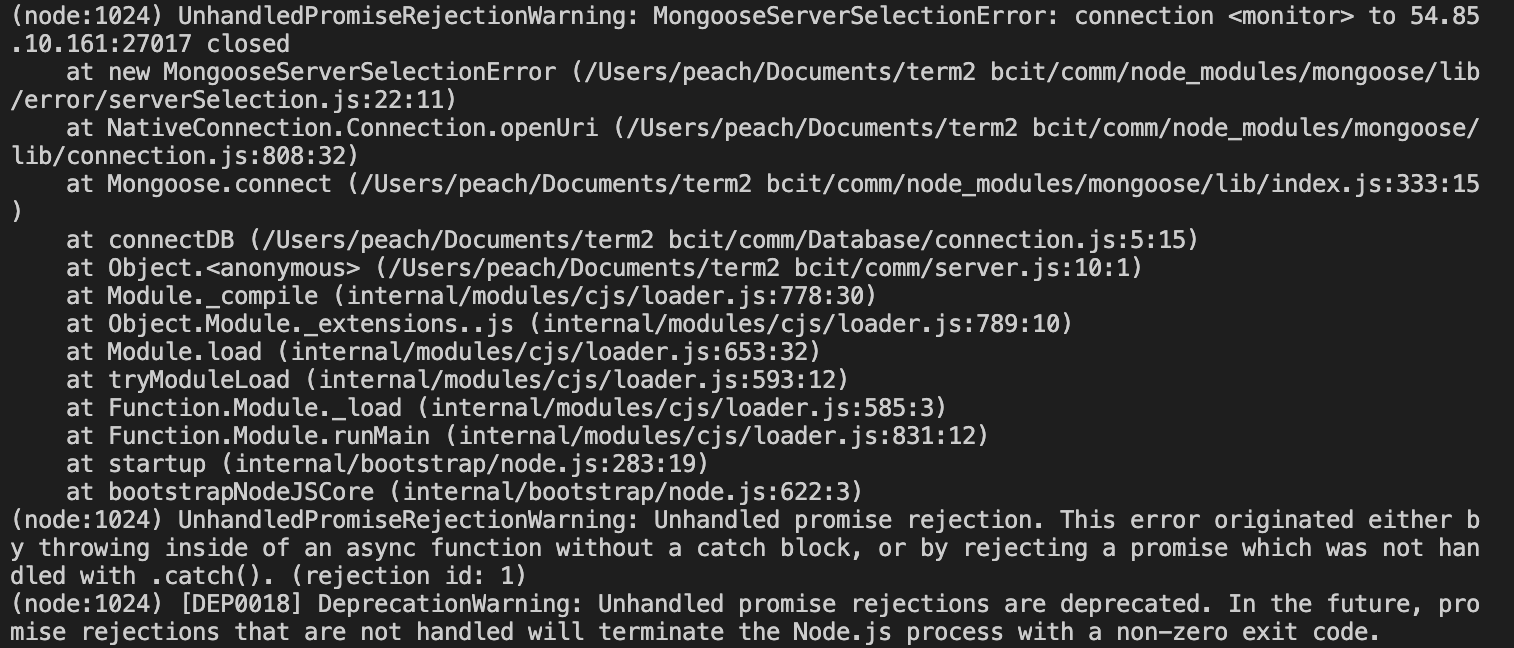 (node:1024) UnhandledPromiseRejectionWarning: MongooseServerSelectionError: connection <monitor> to 54.85
.10.161:27017 closed
    at new MongooseServerSelectionError (/Users/peach/Documents/term2 bcit/comm/node_modules/mongoose/lib
/error/serverSelection.js:22:11)
    at NativeConnection.Connection.openUri (/Users/peach/Documents/term2 bcit/comm/node_modules/mongoose/
lib/connection.js:808:32)
    at Mongoose.connect (/Users/peach/Documents/term2 bcit/comm/node_modules/mongoose/lib/index.js:333:15
)
    at connectDB (/Users/peach/Documents/term2 bcit/comm/Database/connection.js:5:15)
    at Object.<anonymous> (/Users/peach/Documents/term2 bcit/comm/server.js:10:1)
    at Module._compile (internal/modules/cjs/loader.js:778:30)
    at Object.Module._extensions..js (internal/modules/cjs/loader.js:789:10)
    at Module.load (internal/modules/cjs/loader.js:653:32)
    at tryModuleLoad (internal/modules/cjs/loader.js:593:12)
    at Function.Module._load (internal/modules/cjs/loader.js:585:3)
    at Function.Module.runMain (internal/modules/cjs/loader.js:831:12)
    at startup (internal/bootstrap/node.js:283:19)
    at bootstrapNodeJSCore (internal/bootstrap/node.js:622:3)
(node:1024) UnhandledPromiseRejectionWarning: Unhandled promise rejection. This error originated either b
y throwing inside of an async function without a catch block, or by rejecting a promise which was not han
dled with .catch(). (rejection id: 1)
(node:1024) [DEP0018] DeprecationWarning: Unhandled promise rejections are deprecated. In the future, pro
mise rejections that are not handled will terminate the Node.js process with a non-zero exit code.